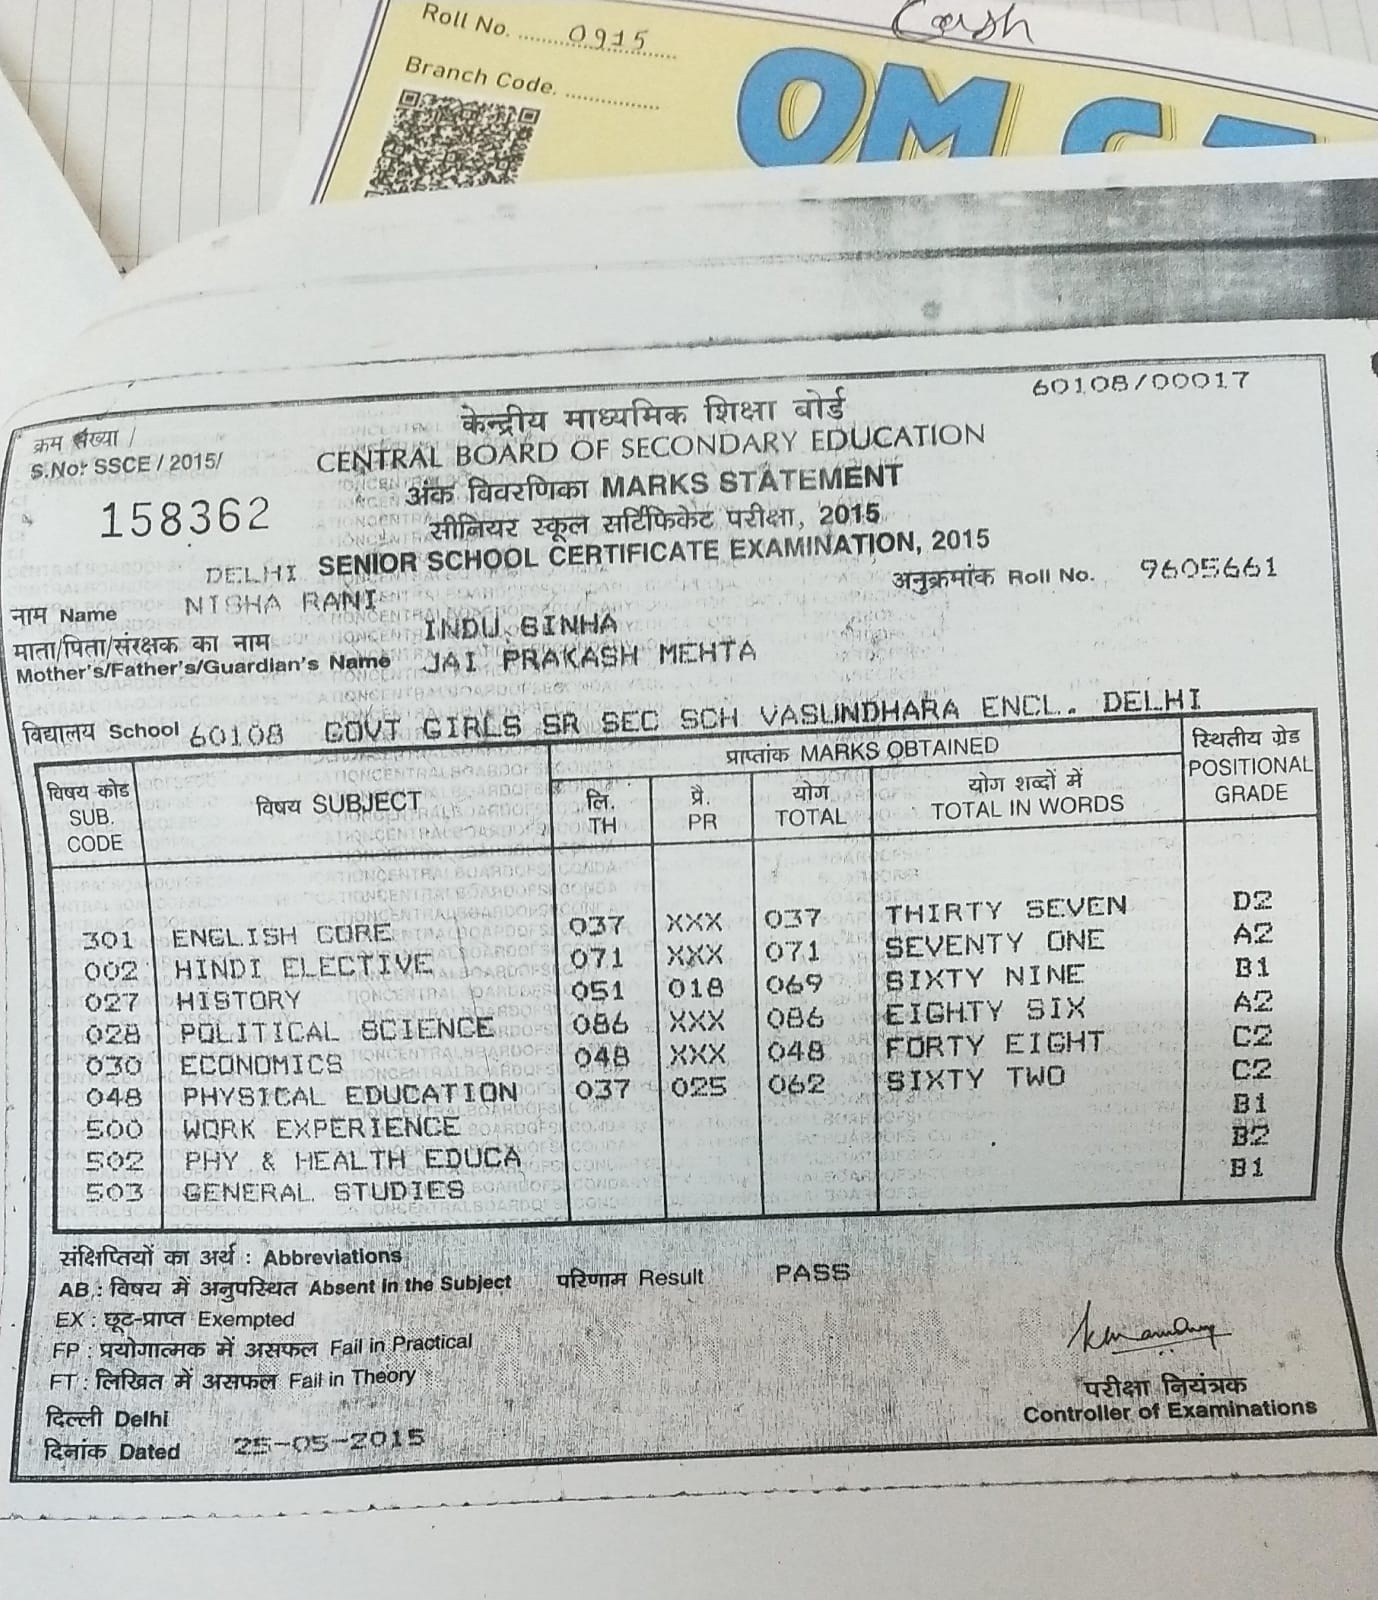 Cash
Roll No. 0915
Branch Code.
OM
60108/00017
केन्द्रीय माध्यमिक शिक्षा बोर्ड
क्रम संख्या /
CENTRAL BOARD OF SECONDARY EDUCATION
S.No: SSCE / 2015/
अंक विवरणिका MARKS STATEMENT
158362
सीनियर स्कूल सर्टिफिकेट परीक्षा, 2015
DELHI SENIOR SCHOOL CERTIFICATE EXAMINATION, 2015
अनुक्रमांक Roll No. 9605661
नाम Name NISHA RANI
माता/पिता/संरक्षक का नाम INDU SINHA
Mother's/Father's/Guardian's Name JAI PRAKASH MEHTA
विद्यालय School 60108 GOVT GIRLS SR SEC SCH VASUNDHARA ENCL. DELHI
विषय कोड विषय SUBJECT प्राप्तांक MARKS OBTAINED स्थितीय ग्रेड
SUB. लि. प्रै. योग योग शब्दों में POSITIONAL
CODE TH PR TOTAL TOTAL IN WORDS GRADE
301 ENGLISH CORE 037 XXX 037 THIRTY SEVEN D2
002 HINDI ELECTIVE 071 XXX 071 SEVENTY ONE A2
027 HISTORY 051 018 069 SIXTY NINE B1
028 POLITICAL SCIENCE 086 XXX 086 EIGHTY SIX A2
030 ECONOMICS 048 XXX 048 FORTY EIGHT C2
048 PHYSICAL EDUCATION 037 025 062 SIXTY TWO C2
500 WORK EXPERIENCE B1
502 PHY & HEALTH EDUCA B2
503 GENERAL STUDIES B1
संक्षिप्तियों का अर्थ : Abbreviations
AB : विषय में अनुपस्थित Absent in the Subject परिणाम Result PASS
EX : छूट-प्राप्त Exempted
FP : प्रयोगात्मक में असफल Fail in Practical
FT : लिखित में असफल Fail in Theory
परीक्षा नियंत्रक
दिल्ली Delhi
Controller of Examinations
दिनांक Dated 25-05-2015